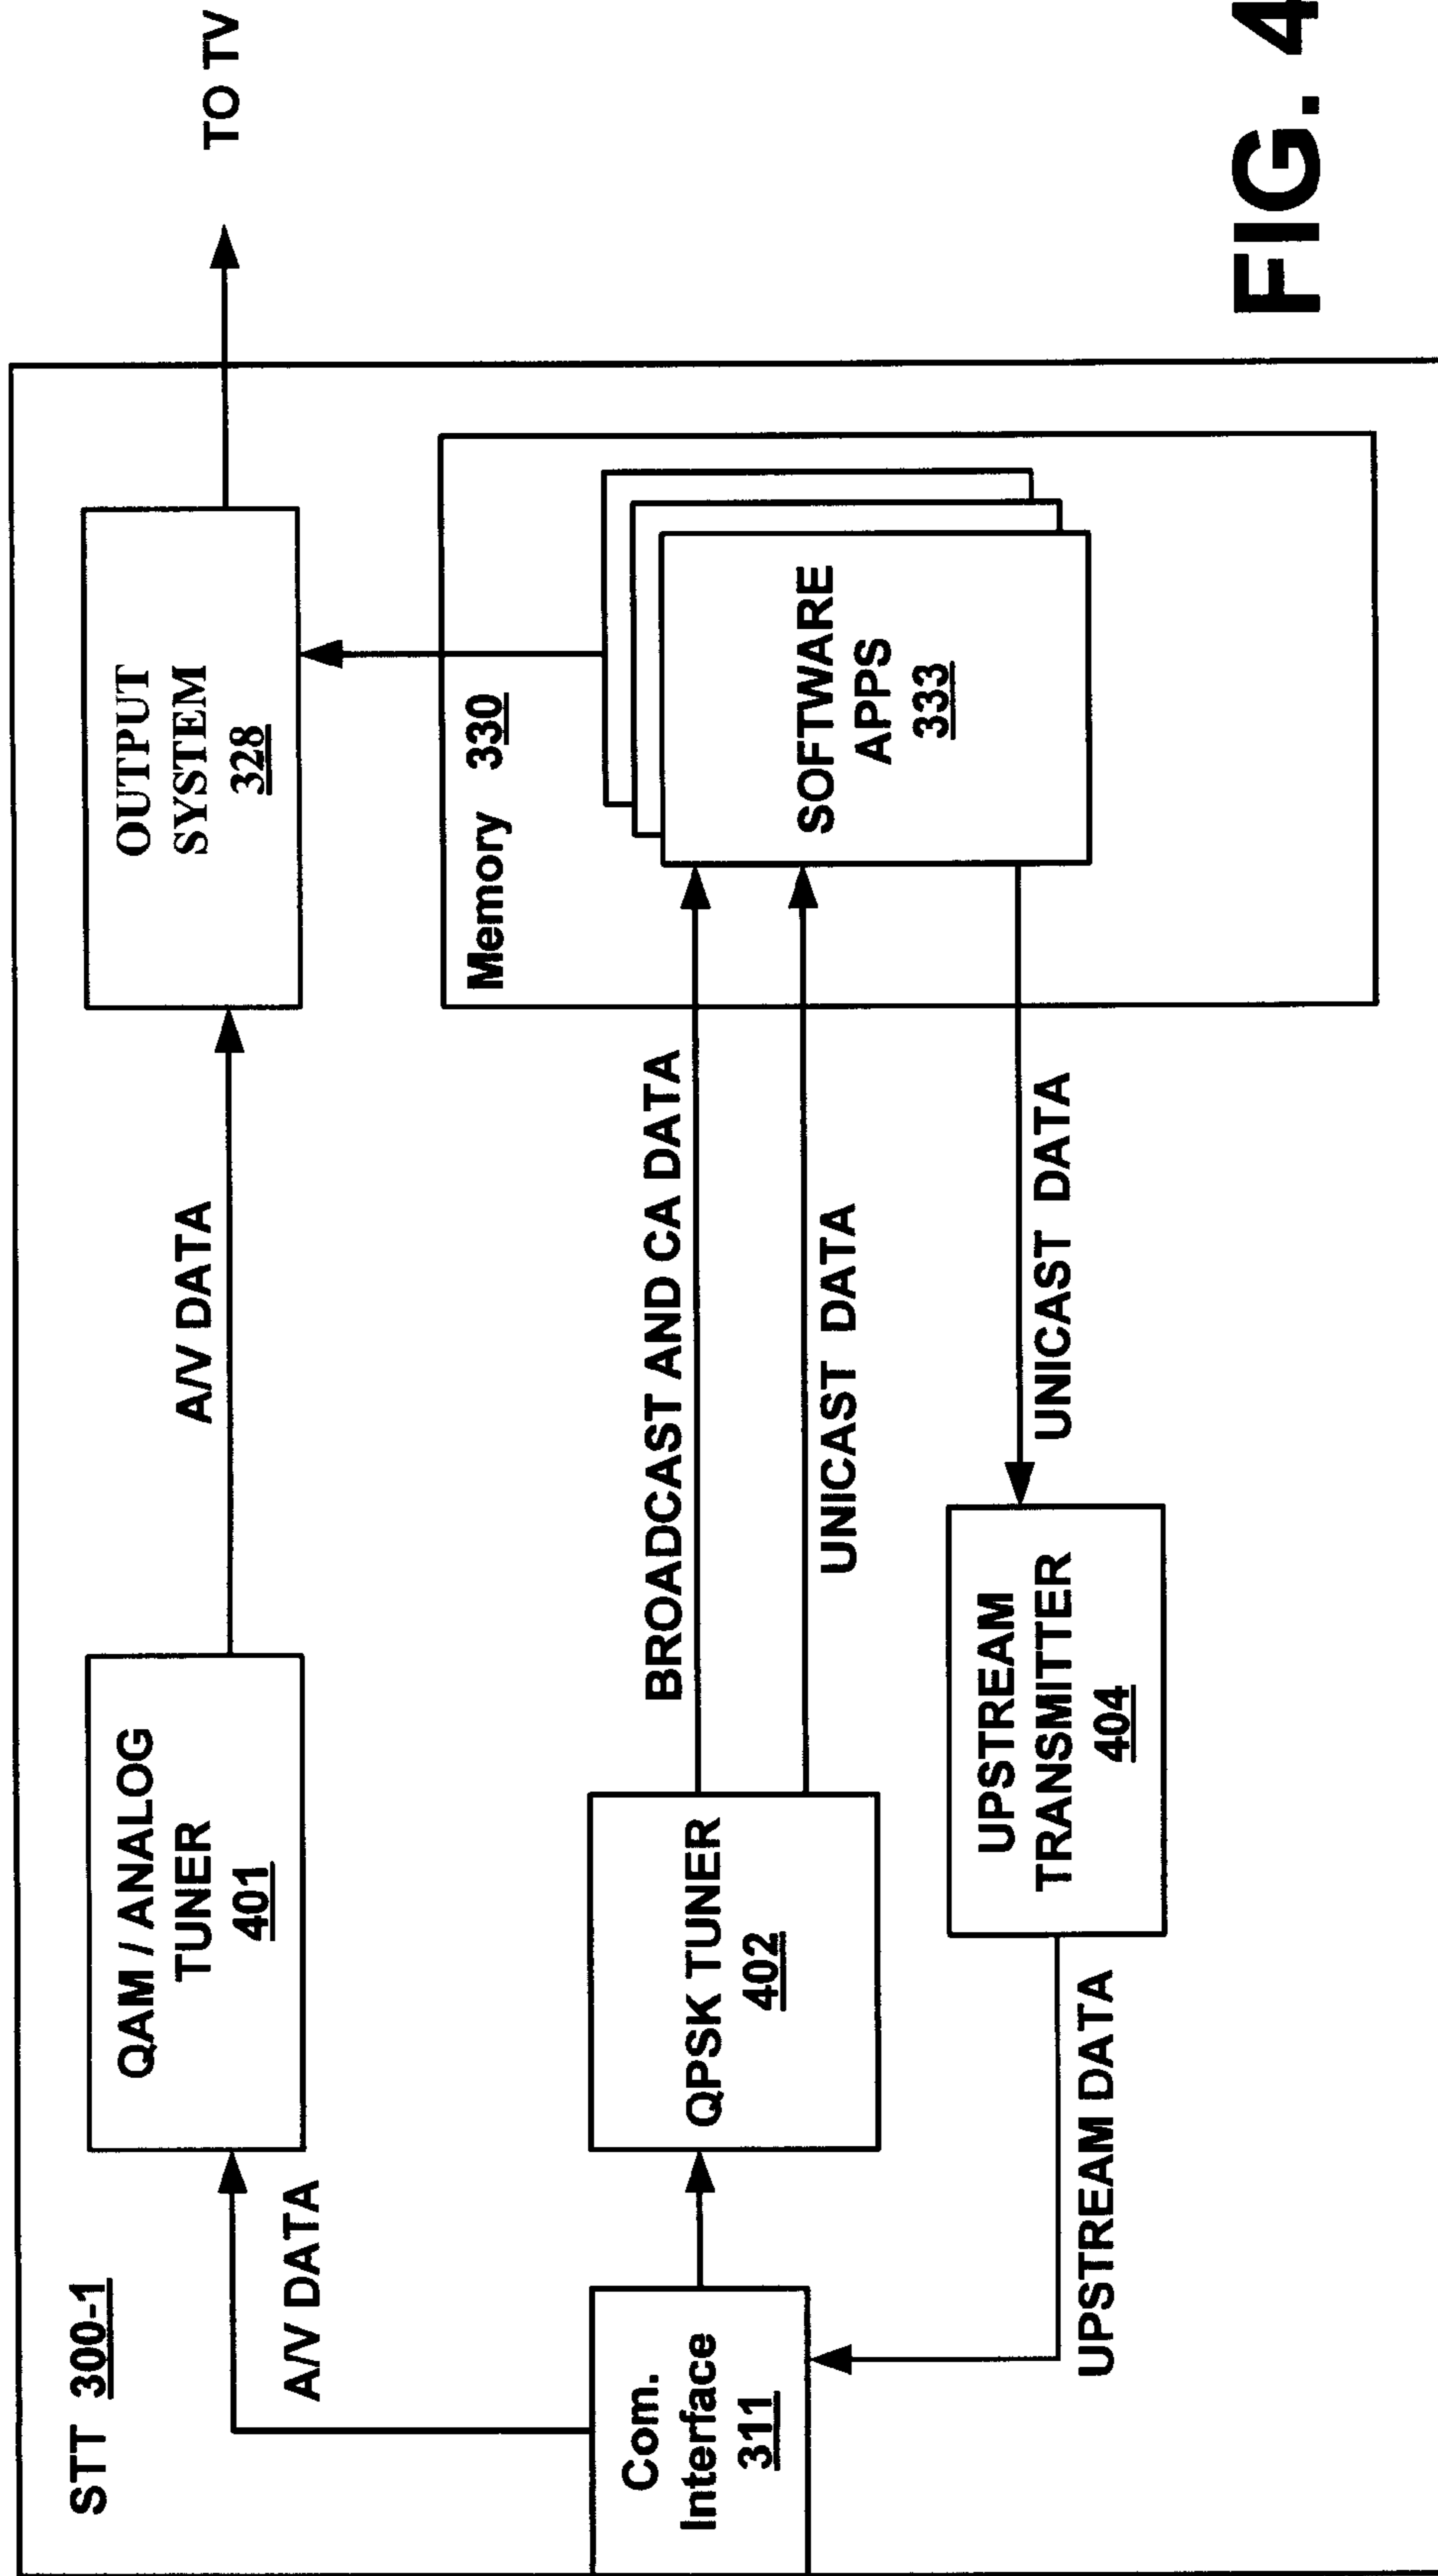 STT 300-1
A/V DATA
QAM / ANALOG
TUNER
401
A/V DATA
OUTPUT
SYSTEM
328
TO TV
Com.
Interface
311
QPSK TUNER
402
BROADCAST AND CA DATA
UNICAST DATA
Memory 330
SOFTWARE
APPS
333
UPSTREAM
TRANSMITTER
404
UNICAST DATA
UPSTREAM DATA
FIG. 4